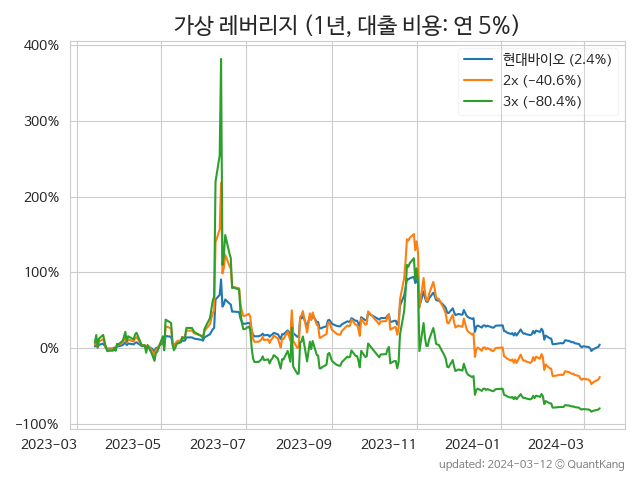 가상 레버리지 (1년, 대출 비용: 연 5%)
400%
300%
200%
100%
0%
−100%
현대바이오 (2.4%)
2x (−40.6%)
3x (−80.4%)
2023-03 2023-05 2023-07 2023-09 2023-11 2024-01 2024-03
updated: 2024-03-12 © QuantKang